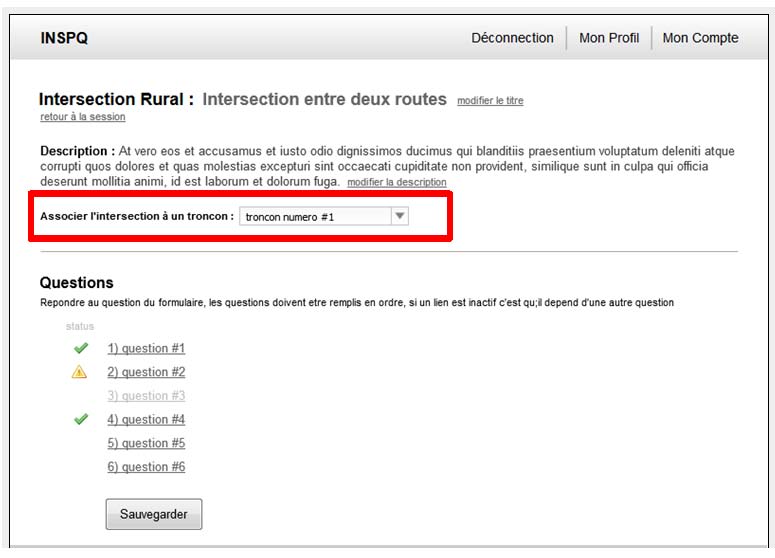 INSPQ
Déconnection
Mon Profil
Mon Compte
Intersection Rural : Intersection entre deux routes modifier le titre
retour à la session
Description : At vero eos et accusamus et iusto odio dignissimos ducimus qui blanditiis praesentium voluptatum deleniti atque
corrupti quos dolores et quas molestias excepturi sint occaecati cupiditate non provident, similique sunt in culpa qui officia
deserunt mollitia animi, id est laborum et dolorum fuga. modifier la description
Associer l'intersection à un troncon : troncon numero #1
Questions
Repondre au question du formulaire, les questions doivent etre remplis en ordre, si un lien est inactif c'est qu;il depend d'une autre question
status
1) question #1
2) question #2
3) question #3
4) question #4
5) question #5
6) question #6
Sauvegarder